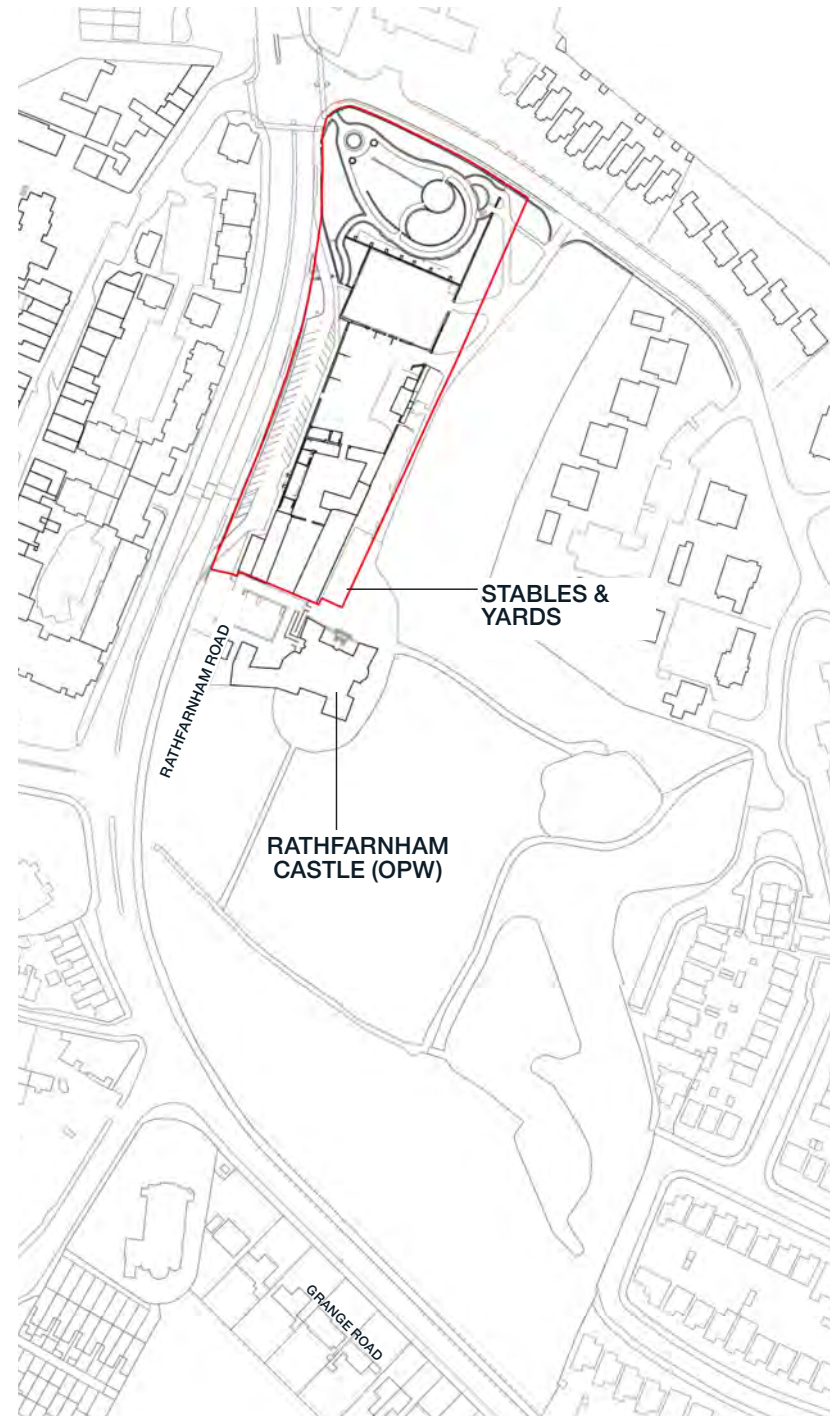 STABLES &
YARDS
RATHFARNHAM ROAD
RATHFARNHAM
CASTLE (OPW)
GRANGE ROAD